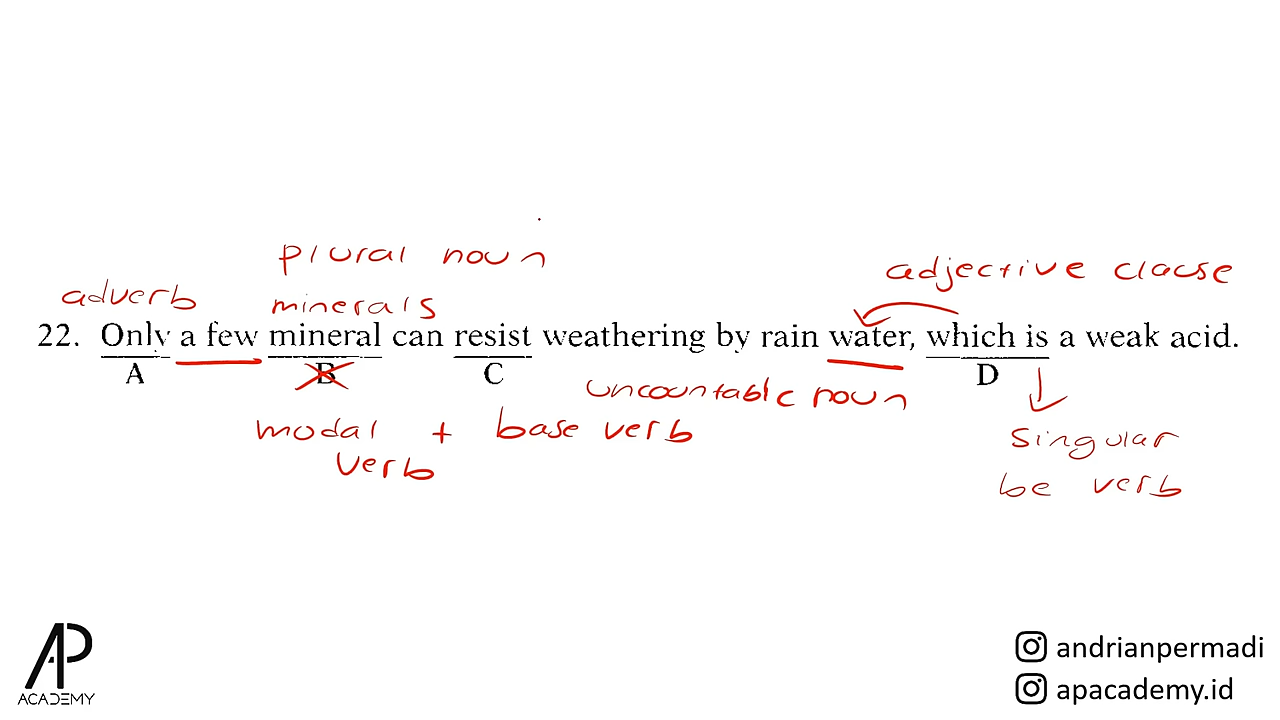 plural noun
adjective clause
adverb
minerals
22. Only a few mineral can resist weathering by rain water, which is a weak acid.
A B C D
uncountable noun
modal + base verb
verb
singular
be verb
AP
ACADEMY
andrianpermadi
apacademy.id